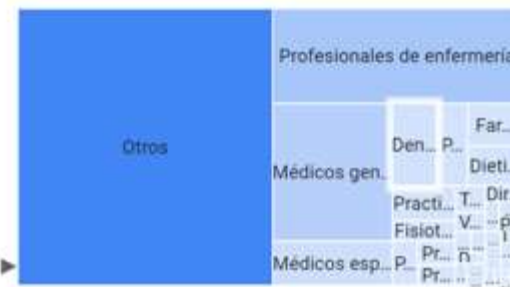 Otros
Profesionales de enfermería
Médicos gen...
Den...
P...
Far...
Dieti...
Practi...
T...
Dir
Fisiot...
V...
Médicos esp...
P...
Pr...
D
Pr...